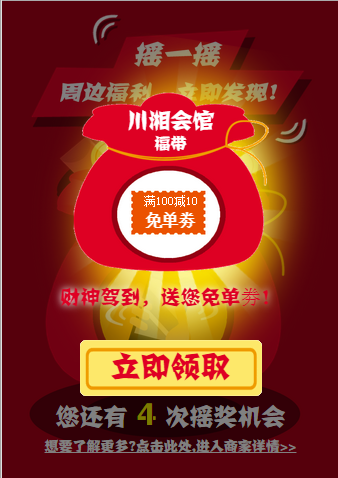 摇一摇
周边福利，立即发现!
川湘会馆
福带
满100减10
免单券
财神驾到，送您免单券!
立即领取
您还有 4 次摇奖机会
想要了解更多?点击此处,进入商家详情>>